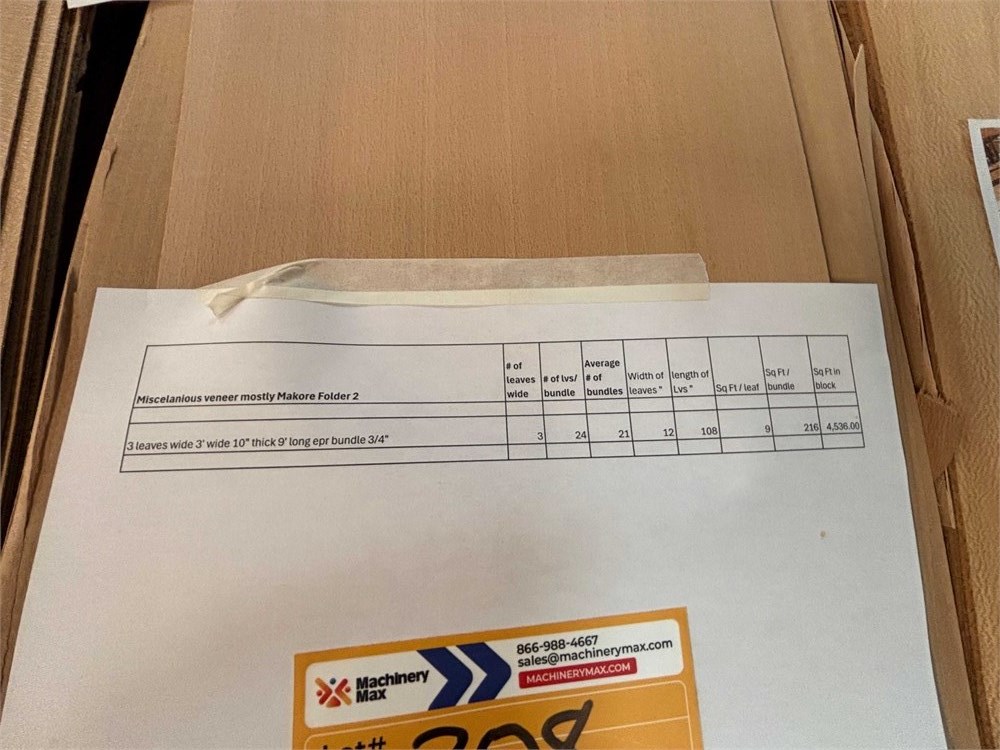 Miscelanious veneer mostly Makore Folder 2
# of leaves wide
# of lvs/ bundle
Average # of bundles
Width of leaves "
length of Lvs "
Sq Ft / leaf
Sq Ft / bundle
Sq Ft in block
3 leaves wide 3' wide 10" thick 9' long epr bundle 3/4" 3 24 21 12 108 9 216 4,536.00
Machinery
Max
866-988-4667
sales@machinerymax.com
MACHINERYMAX.COM
Lot# 208